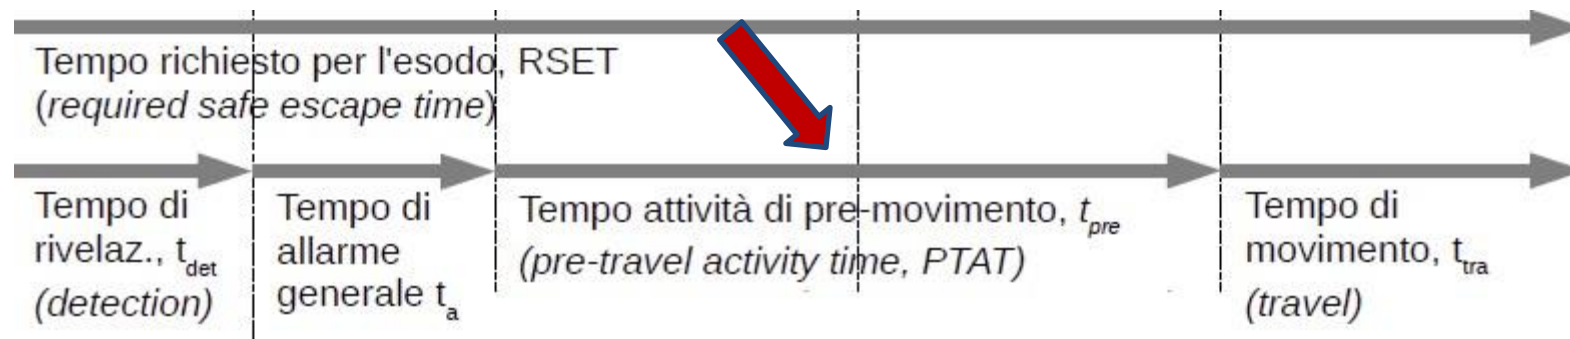 Tempo richiesto per l'esodo, RSET
(required safe escape time)
Tempo di
rivelaz., tdet
(detection)
Tempo di
allarme
generale ta
Tempo attività di pre-movimento, tpre
(pre-travel activity time, PTAT)
Tempo di
movimento, ttra
(travel)